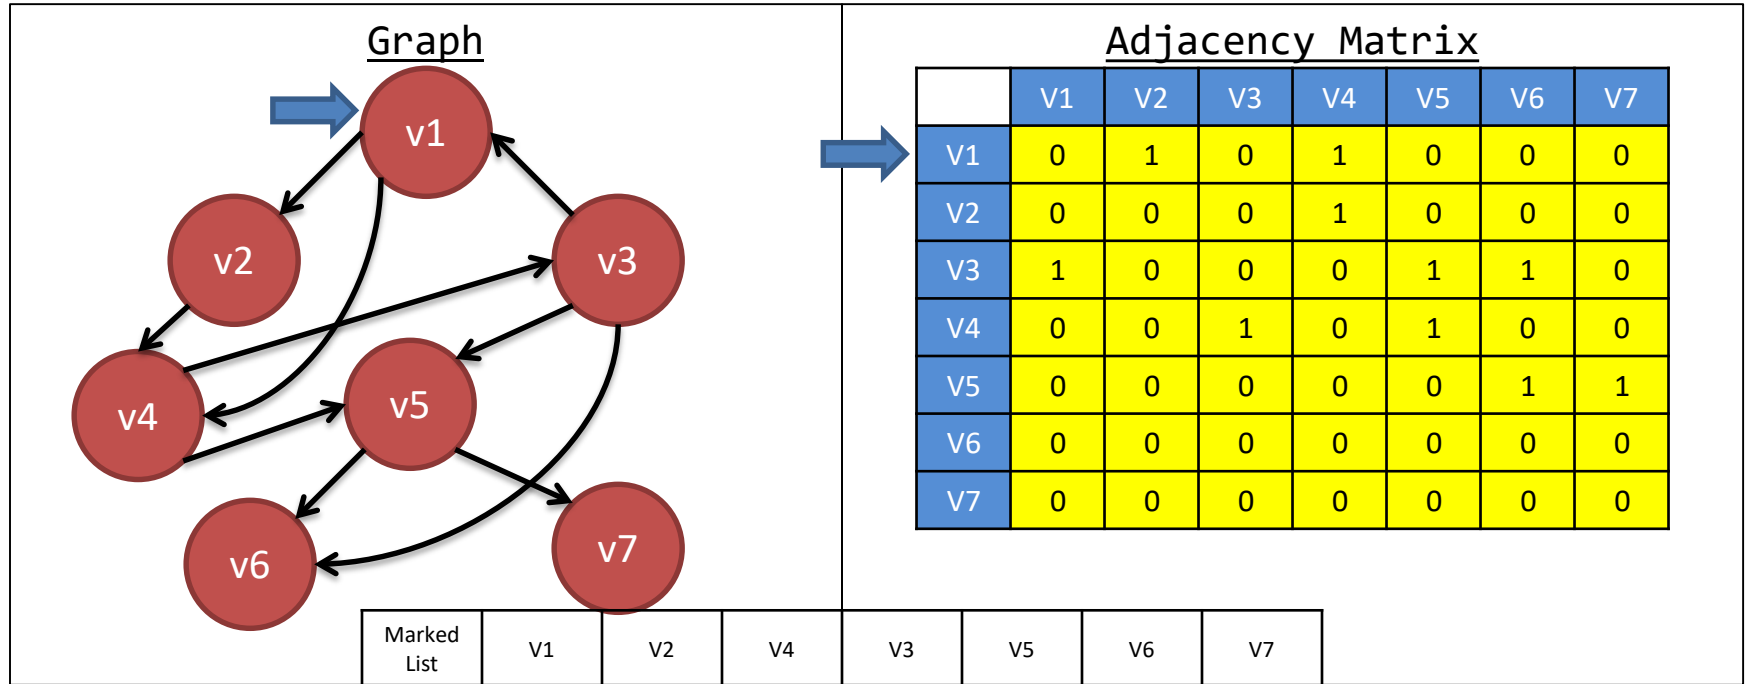 Graph
v1
v2
v3
v4
v5
v6
v7
Adjacency Matrix
V1 V2 V3 V4 V5 V6 V7
V1 0 1 0 1 0 0 0
V2 0 0 0 1 0 0 0
V3 1 0 0 0 1 1 0
V4 0 0 1 0 1 0 0
V5 0 0 0 0 0 1 1
V6 0 0 0 0 0 0 0
V7 0 0 0 0 0 0 0
Marked
List
V1 V2 V4 V3 V5 V6 V7